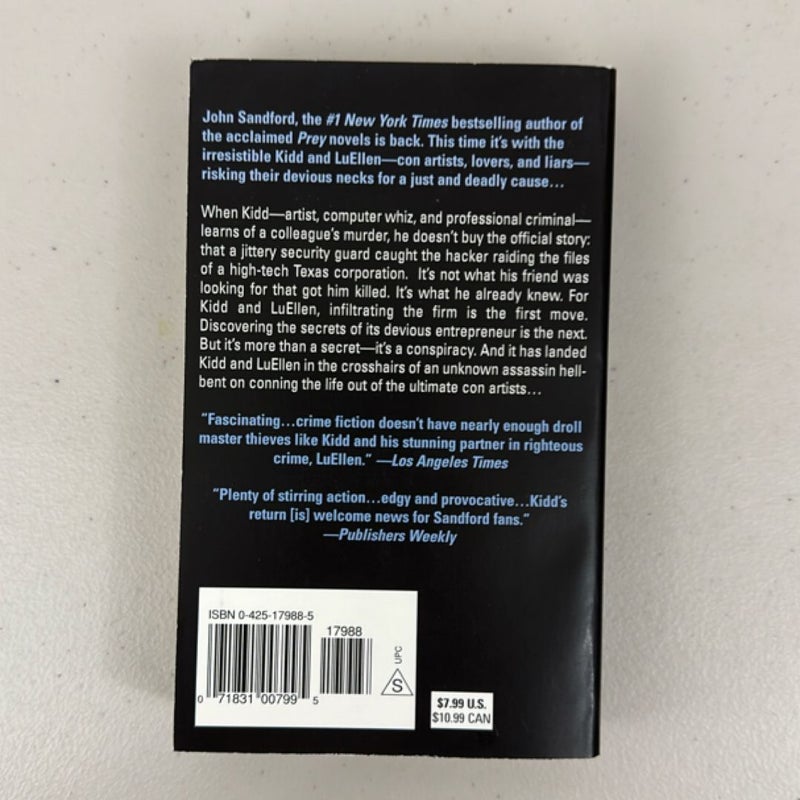 John Sandford, the #1 New York Times bestselling author of
the acclaimed Prey novels is back. This time it's with the
irresistible Kidd and LuEllen—con artists, lovers, and liars—
risking their devious necks for a just and deadly cause...
When Kidd—artist, computer whiz, and professional criminal—
learns of a colleague's murder, he doesn't buy the official story:
that a jittery security guard caught the hacker raiding the files
of a high-tech Texas corporation. It's not what his friend was
looking for that got him killed. It's what he already knew. For
Kidd and LuEllen, infiltrating the firm is the first move.
Discovering the secrets of its devious entrepreneur is the next.
But it's more than a secret—it's a conspiracy. And it has landed
Kidd and LuEllen in the crosshairs of an unknown assassin hell-
bent on conning the life out of the ultimate con artists...
"Fascinating...crime fiction doesn't have nearly enough droll
master thieves like Kidd and his stunning partner in righteous
crime, LuEllen." —Los Angeles Times
"Plenty of stirring action...edgy and provocative...Kidd's
return [is] welcome news for Sandford fans."
—Publishers Weekly
ISBN 0-425-17988-5
17988
UPC
S
0 71831 00799 5
$7.99 U.S.
$10.99 CAN